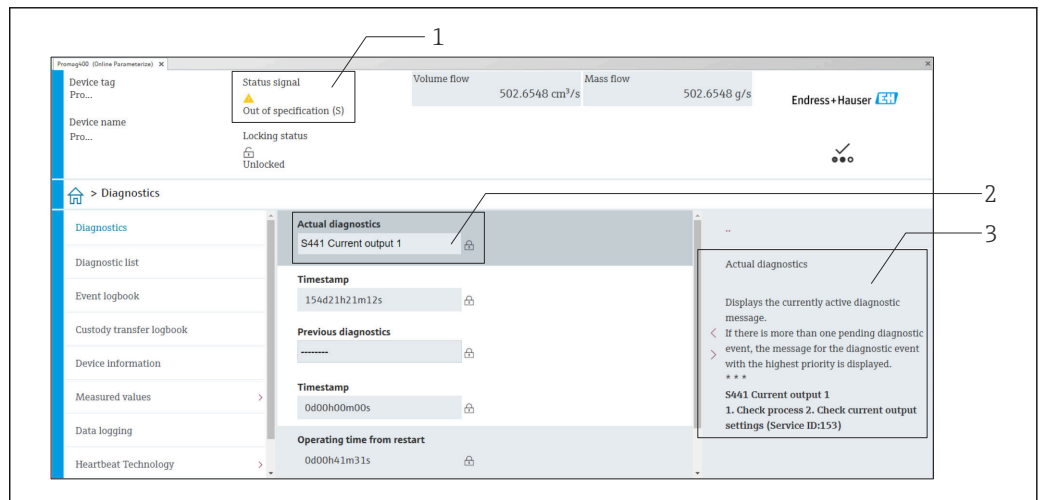 1
Promag400 (Online Parameterize) X
X
Device tag
Pro...
Status signal
Out of specification (S)
Volume flow
502.6548 cm³/s
Mass flow
502.6548 g/s
Endress+Hauser EH
Device name
Pro...
Locking status
Unlocked
> Diagnostics
2
3
Diagnostics
Diagnostic list
Event logbook
Custody transfer logbook
Device information
Measured values >
Data logging
Heartbeat Technology >
Actual diagnostics
S441 Current output 1
Timestamp
154d21h21m12s
Previous diagnostics
--------
Timestamp
0d00h00m00s
Operating time from restart
0d00h41m31s
..
Actual diagnostics
Displays the currently active diagnostic
message.
If there is more than one pending diagnostic
event, the message for the diagnostic event
with the highest priority is displayed.
* * *
S441 Current output 1
1. Check process 2. Check current output
settings (Service ID:153)